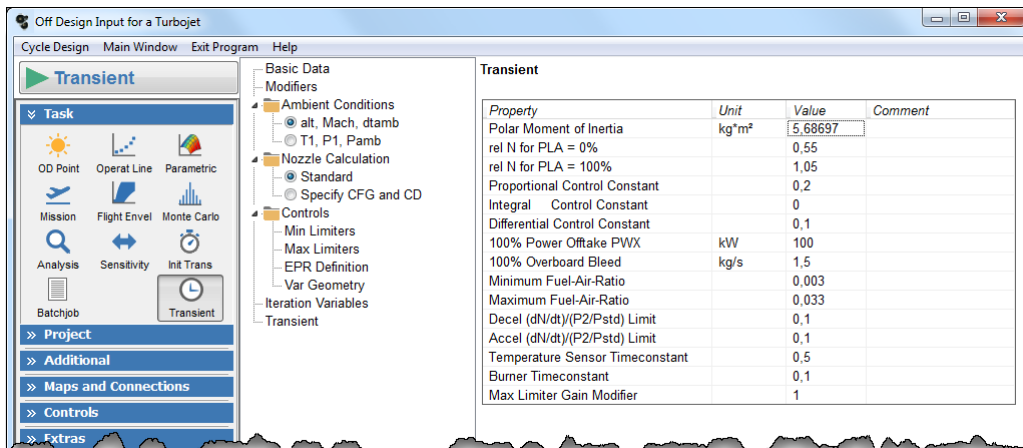 Off Design Input for a Turbojet
Cycle Design Main Window Exit Program Help
Transient
Task
OD Point Operat Line Parametric
Mission Flight Envel Monte Carlo
Analysis Sensitivity Init Trans
Batchjob Transient
Project
Additional
Maps and Connections
Controls
Extras
Basic Data
Modifiers
Ambient Conditions
alt, Mach, dtamb
T1, P1, Pamb
Nozzle Calculation
Standard
Specify CFG and CD
Controls
Min Limiters
Max Limiters
EPR Definition
Var Geometry
Iteration Variables
Transient
Transient
Property Unit Value Comment
Polar Moment of Inertia kg*m² 5,68697
rel N for PLA = 0% 0,55
rel N for PLA = 100% 1,05
Proportional Control Constant 0,2
Integral Control Constant 0
Differential Control Constant 0,1
100% Power Offtake PWX kW 100
100% Overboard Bleed kg/s 1,5
Minimum Fuel-Air-Ratio 0,003
Maximum Fuel-Air-Ratio 0,033
Decel (dN/dt)/(P2/Pstd) Limit 0,1
Accel (dN/dt)/(P2/Pstd) Limit 0,1
Temperature Sensor Timeconstant 0,5
Burner Timeconstant 0,1
Max Limiter Gain Modifier 1